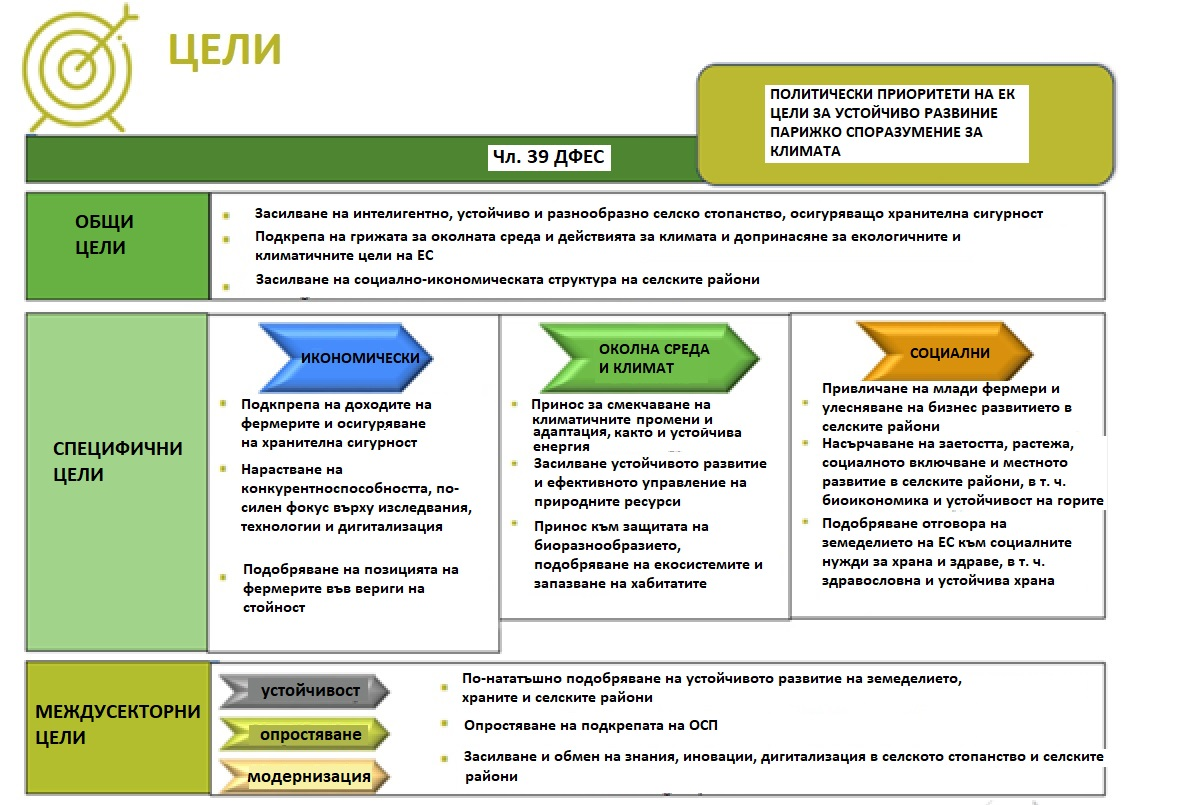 ЦЕЛИ
ПОЛИТИЧЕСКИ ПРИОРИТЕТИ НА ЕК
ЦЕЛИ ЗА УСТОЙЧИВО РАЗВИНИЕ
ПАРИЖКО СПОРАЗУМЕНИЕ ЗА
КЛИМАТА
Чл. 39 ДФЕС
ОБЩИ
ЦЕЛИ
Засилване на интелигентно, устойчиво и разнообразно селско стопанство, осигуряващо хранителна сигурност
Подкрепа на грижата за околната среда и действията за климата и допринасяне за екологичните и
климатичните цели на ЕС
Засилване на социално-икономическата структура на селските райони
СПЕЦИФИЧНИ
ЦЕЛИ
ИКОНОМИЧЕСКИ
Подкпрепа на доходите на
фермерите и осигуряване
на хранителна сигурност
Нарастване на
конкурентноспособността, по-
силен фокус върху изследвания,
технологии и дигитализация
Подобряване на позицията на
фермерите във вериги на
стойност
ОКОЛНА СРЕДА
И КЛИМАТ
Принос за смекчаване на
климатичните промени и
адаптация, както и устойчива
енергия
Засилване устойчивото развитие
и ефективното управление на
природните ресурси
Принос към защитата на
биоразнообразието,
подобряване на екосистемите и
запазване на хабитатите
СОЦИАЛНИ
Привличане на млади фермери и
улесняване на бизнес развитието в
селските райони
Насърчаване на заетостта, растежа,
социалното включване и местното
развитие в селските райони, в т. ч.
биоикономика и устойчивост на горите
Подобряване отговора на
земеделието на ЕС към социалните
нужди за храна и здраве, в т. ч.
здравословна и устойчива храна
МЕЖДУСЕКТОРНИ
ЦЕЛИ
устойчивост
опростяване
модернизация
По-нататъшно подобряване на устойчивото развитие на земеделието,
храните и селските райони
Опростяване на подкрепата на ОСП
Засилване и обмен на знания, иновации, дигитализация в селското стопанство и селските
райони